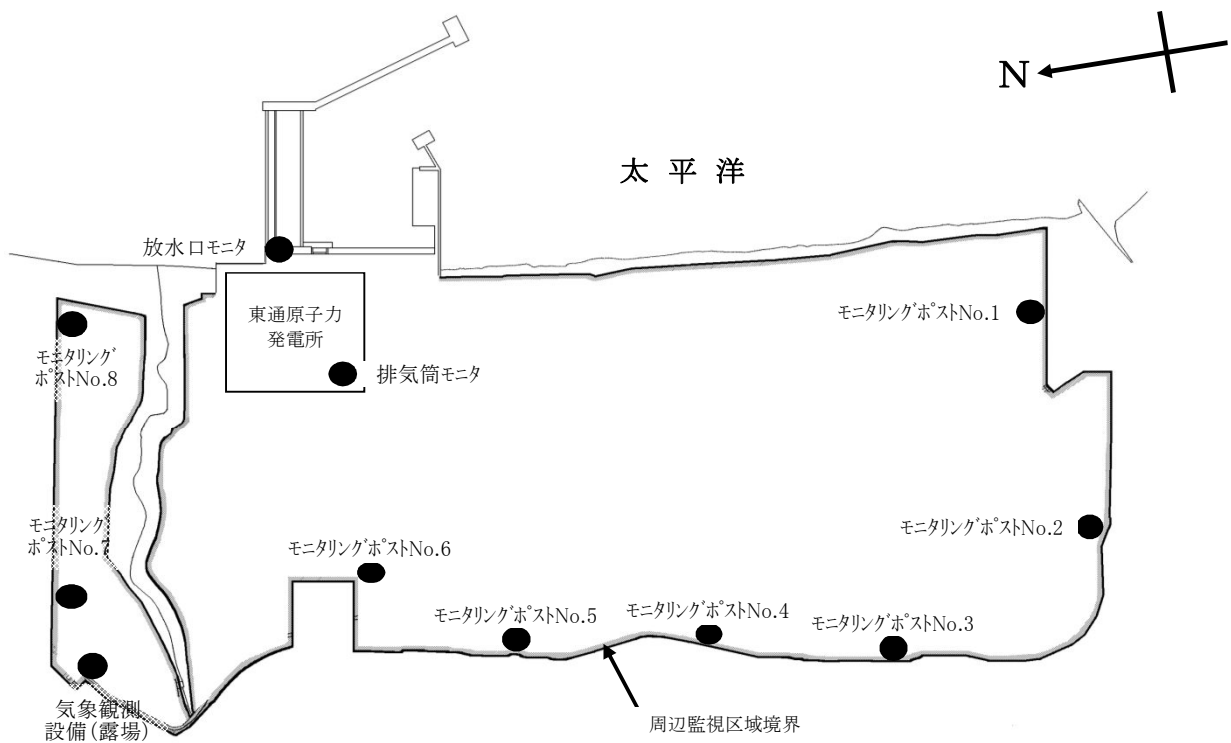 N
太平洋
放水口モニタ
東通原子力
発電所
モニタリングポストNo.1
モニタリング
ポストNo.8
排気筒モニタ
モニタリング
ポストNo.7
モニタリングポストNo.2
モニタリングポストNo.6
モニタリングポストNo.5
モニタリングポストNo.4
モニタリングポストNo.3
気象観測
設備(露場)
周辺監視区域境界